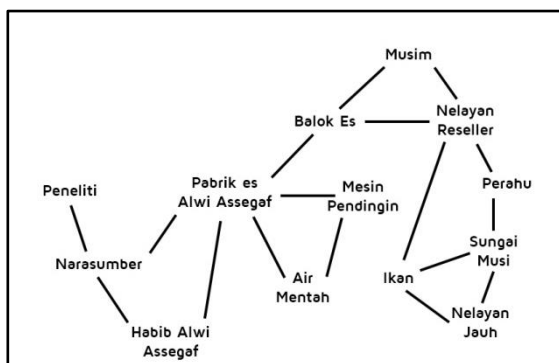 Musim
Balok Es
Nelayan
Reseller
Peneliti
Pabrik es
Alwi Assegaf
Mesin
Pendingin
Perahu
Narasumber
Air
Mentah
Ikan
Sungai
Musi
Habib Alwi
Assegaf
Nelayan
Jauh